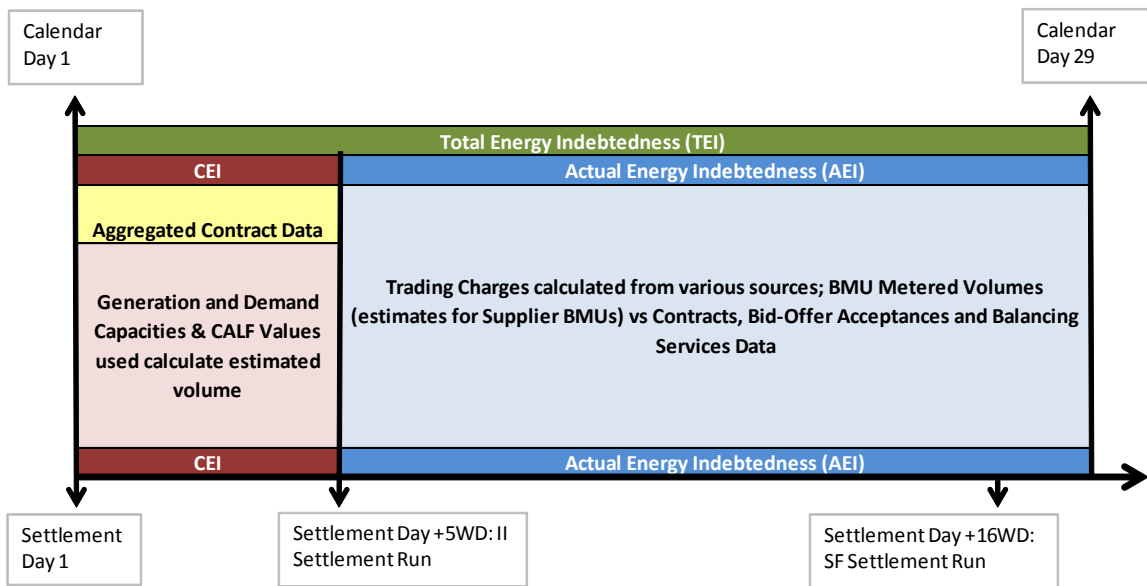 Calendar
Day 1
Calendar
Day 29
Total Energy Indebtedness (TEI)
CEI
Actual Energy Indebtedness (AEI)
Aggregated Contract Data
Generation and Demand
Capacities & CALF Values
used calculate estimated
volume
Trading Charges calculated from various sources; BMU Metered Volumes
(estimates for Supplier BMUs) vs Contracts, Bid-Offer Acceptances and Balancing
Services Data
CEI
Actual Energy Indebtedness (AEI)
Settlement
Day 1
Settlement Day +5WD: II
Settlement Run
Settlement Day +16WD:
SF Settlement Run